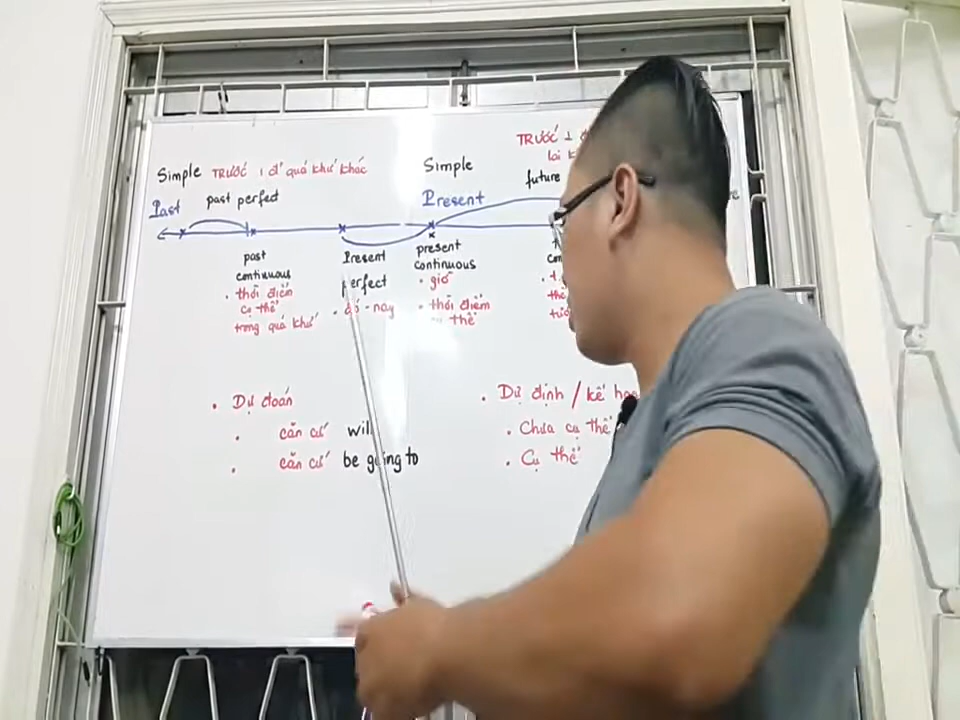 TRƯỚC 1
Simple TRƯỚC 1 đ' quá khứ khác
Simple
past perfect
future
Past
Present
past
continuous
• thời điểm
cụ thể
trong quá khứ
Present
perfect
• đó - nay
present
continuous
• giờ
• thời điểm
cụ thể
• Dự đoán
• căn cứ will
• căn cứ be going to
• Dự định / kế
• Chưa cụ thể
• Cụ thể